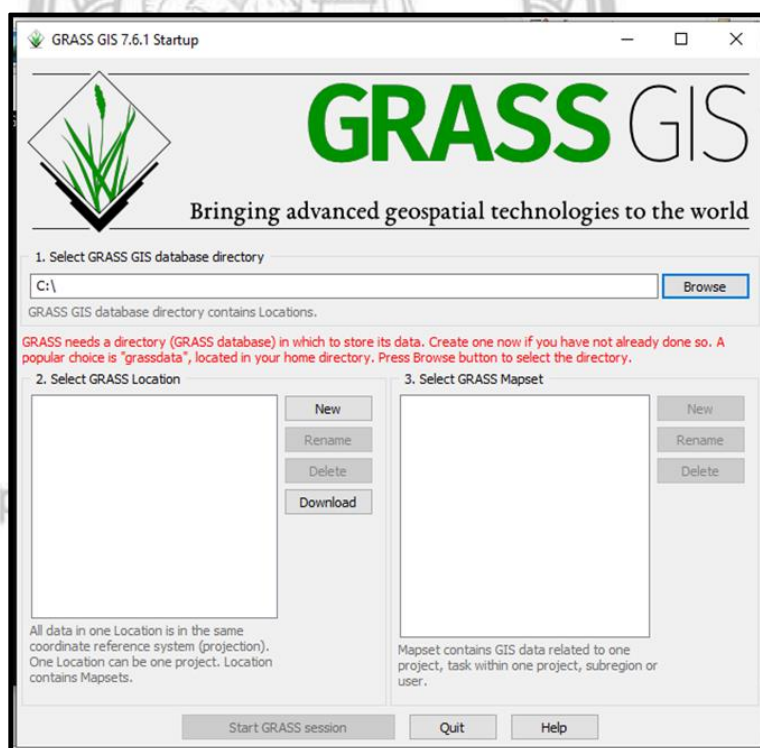 GRASS GIS 7.6.1 Startup
GRASS GIS
Bringing advanced geospatial technologies to the world
1. Select GRASS GIS database directory
C:\
Browse
GRASS GIS database directory contains Locations.
GRASS needs a directory (GRASS database) in which to store its data. Create one now if you have not already done so. A
popular choice is "grassdata", located in your home directory. Press Browse button to select the directory.
2. Select GRASS Location
New
Rename
Delete
Download
All data in one Location is in the same
coordinate reference system (projection).
One Location can be one project. Location
contains Mapsets.
3. Select GRASS Mapset
New
Rename
Delete
Mapset contains GIS data related to one
project, task within one project, subregion or
user.
Start GRASS session
Quit
Help